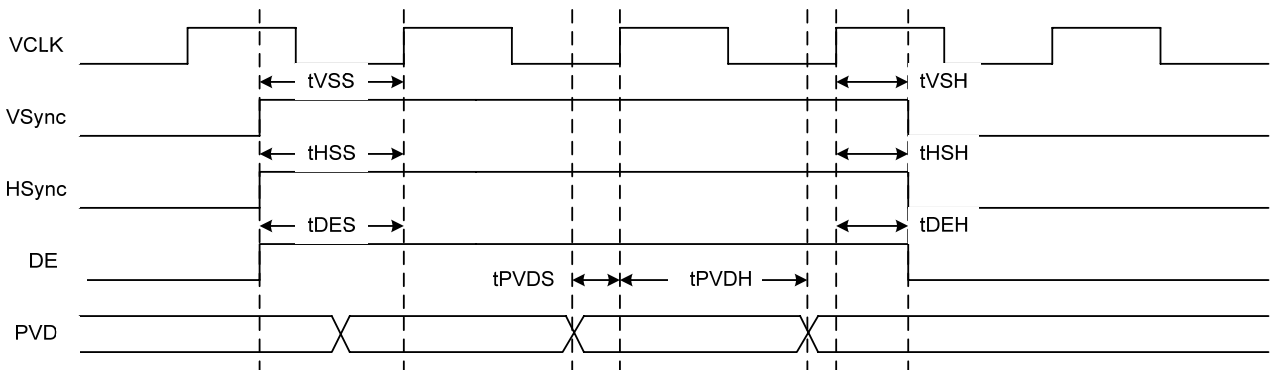 VCLK
tVSS
tVSH
VSync
tHSS
tHSH
HSync
tDES
tDEH
DE
tPVDS
tPVDH
PVD